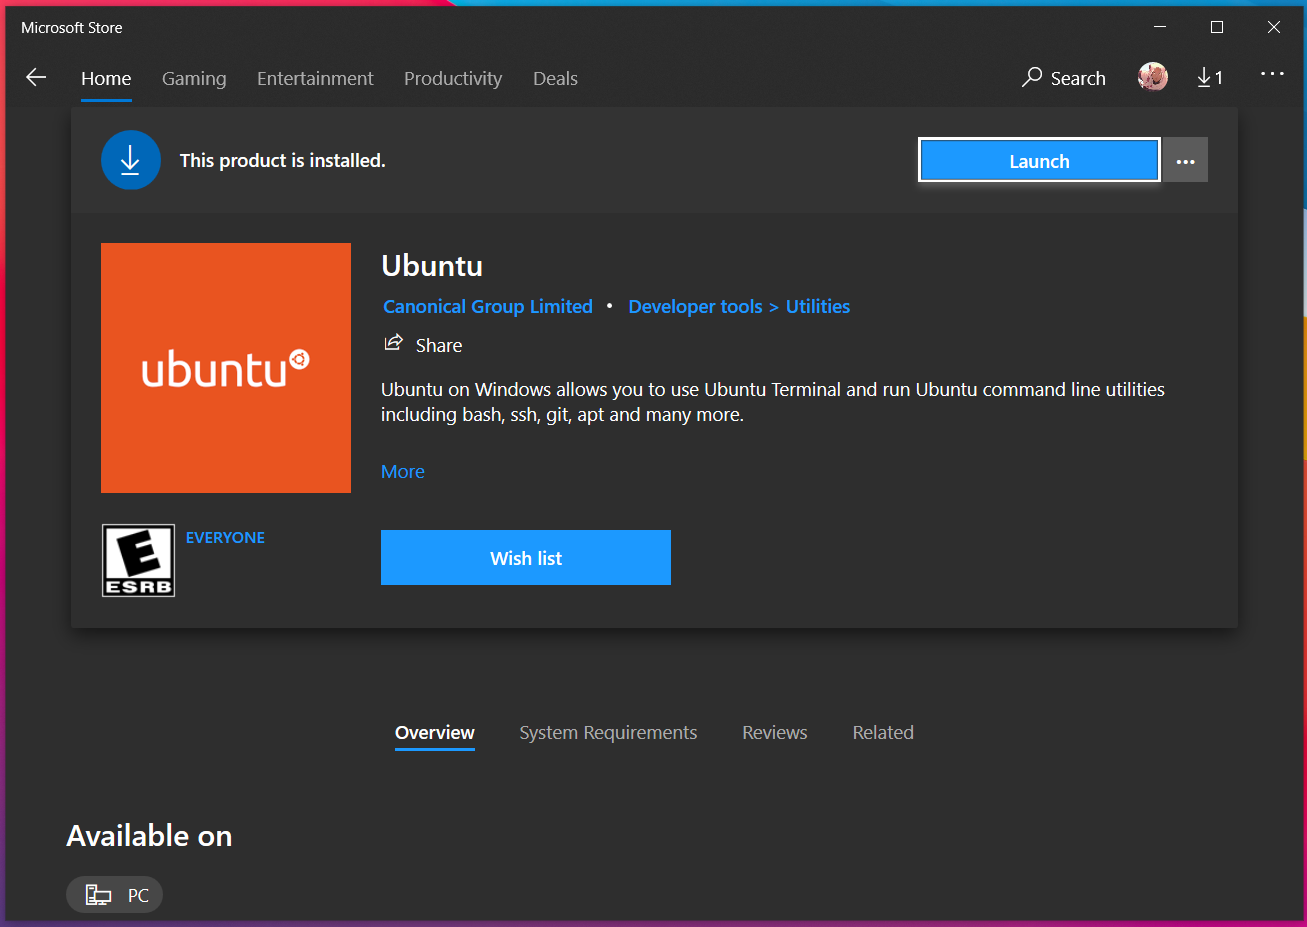 Microsoft Store
Home Gaming Entertainment Productivity Deals Search 1
This product is installed. Launch
ubuntu
Ubuntu
Canonical Group Limited • Developer tools > Utilities
Share
Ubuntu on Windows allows you to use Ubuntu Terminal and run Ubuntu command line utilities
including bash, ssh, git, apt and many more.
More
E
ESRB
EVERYONE
Wish list
Overview System Requirements Reviews Related
Available on
PC